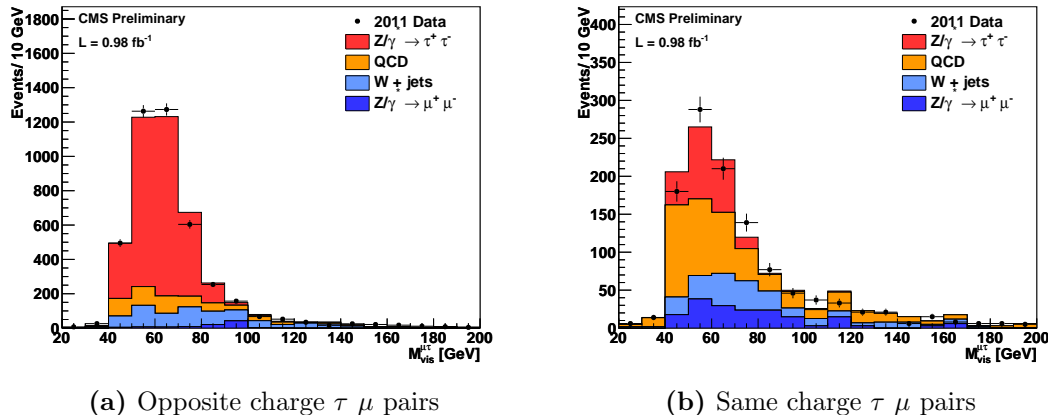 CMS Preliminary
L = 0.98 fb⁻¹
2011 Data
Z/γ* → τ⁺ τ⁻
QCD
W + jets
Z/γ* → μ⁺ μ⁻
Events/ 10 GeV
1800
1600
1400
1200
1000
800
600
400
200
0
20 40 60 80 100 120 140 160 180 200
M_vis^μτ [GeV]
(a) Opposite charge τ μ pairs
CMS Preliminary
L = 0.98 fb⁻¹
2011 Data
Z/γ* → τ⁺ τ⁻
QCD
W + jets
Z/γ* → μ⁺ μ⁻
Events/ 10 GeV
400
350
300
250
200
150
100
50
0
20 40 60 80 100 120 140 160 180 200
M_vis^μτ [GeV]
(b) Same charge τ μ pairs